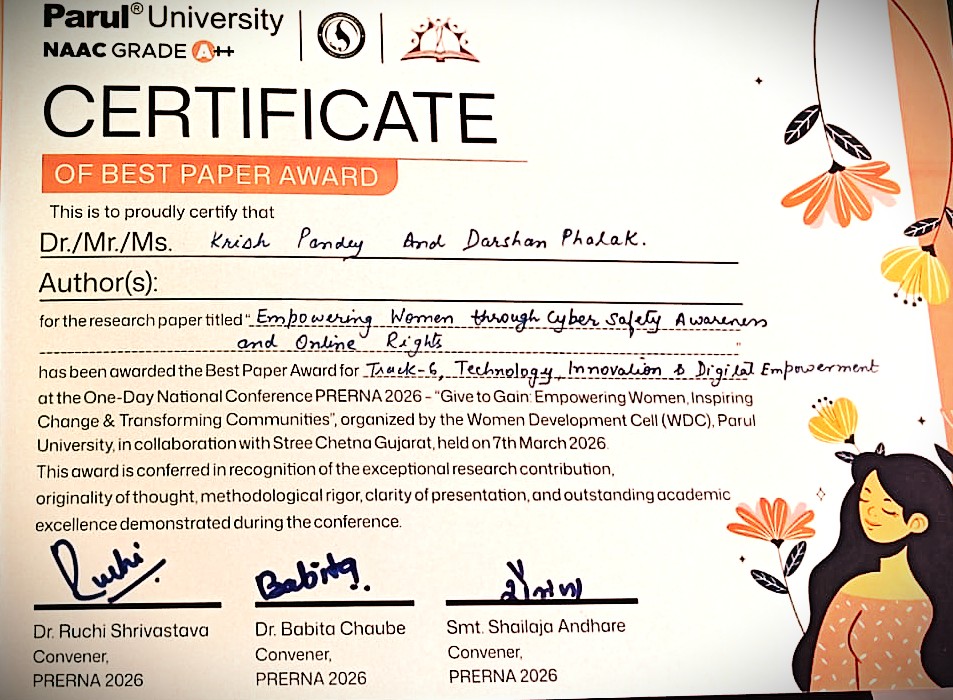 Parul® University
NAAC GRADE A++
CERTIFICATE
OF BEST PAPER AWARD
This is to proudly certify that
Dr./Mr./Ms. Krish Pandey And Darshan Phalak.
Author(s):
for the research paper titled " Empowering Women through Cyber Safety Awareness
and Online Rights "
has been awarded the Best Paper Award for Track-6, Technology, Innovation & Digital Empowerment
at the One-Day National Conference PRERNA 2026 - "Give to Gain: Empowering Women, Inspiring
Change & Transforming Communities", organized by the Women Development Cell (WDC), Parul
University, in collaboration with Stree Chetna Gujarat, held on 7th March 2026.
This award is conferred in recognition of the exceptional research contribution,
originality of thought, methodological rigor, clarity of presentation, and outstanding academic
excellence demonstrated during the conference.
Ruchi Babita
Dr. Ruchi Shrivastava Dr. Babita Chaube Smt. Shailaja Andhare
Convener, Convener, Convener,
PRERNA 2026 PRERNA 2026 PRERNA 2026